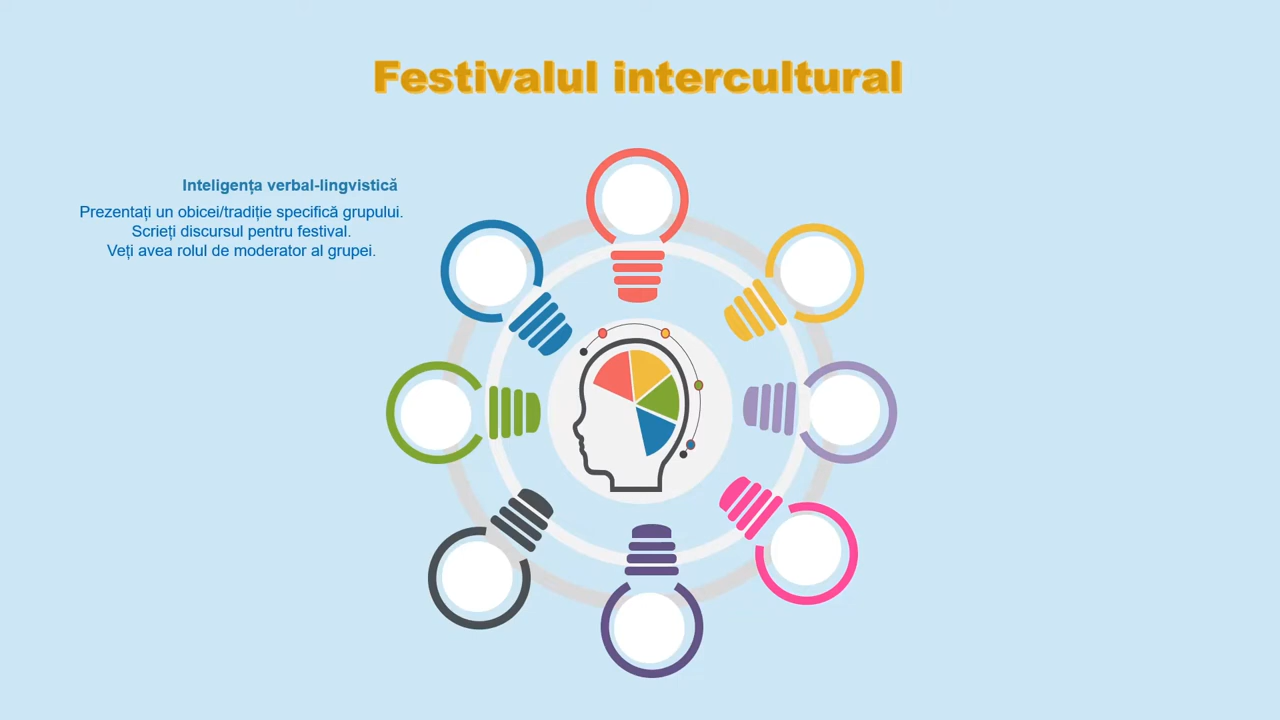 Festivalul intercultural
Inteligența verbal-lingvistică
Prezentați un obicei/tradiție specifică grupului.
Scrieți discursul pentru festival.
Veți avea rolul de moderator al grupei.